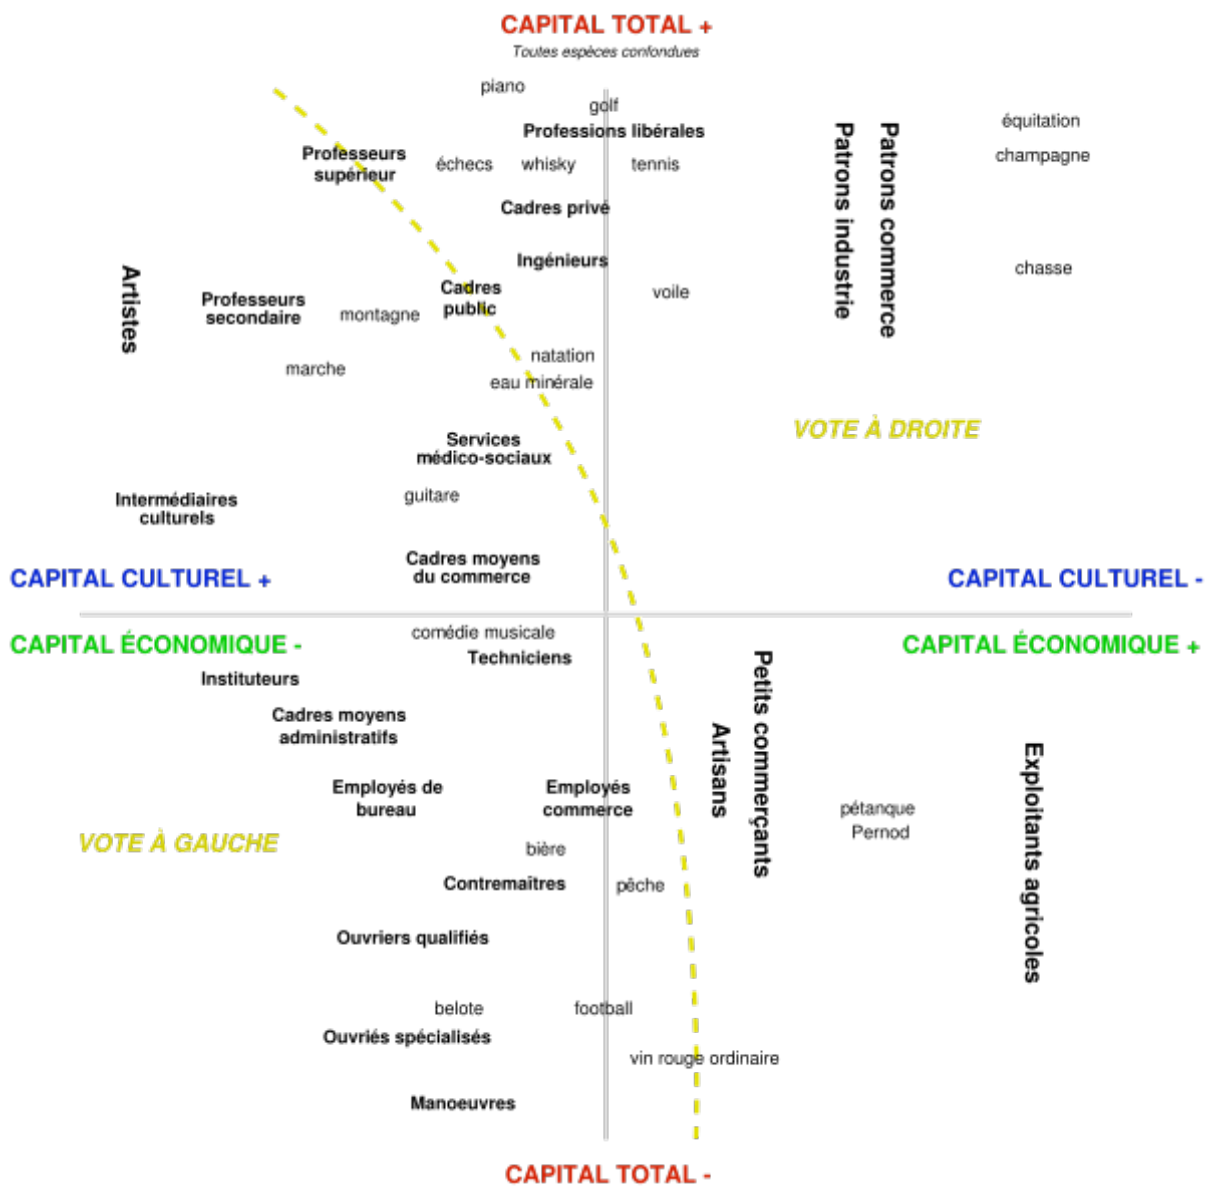 CAPITAL TOTAL +
Toutes espèces confondues
piano
golf
équitation
Professions libérales
Patrons industrie
Patrons commerce
champagne
Professeurs
supérieur
échecs
whisky
tennis
Cadres privé
Ingénieurs
chasse
Artistes
Cadres
public
voile
Professeurs
secondaire
montagne
natation
marche
eau minérale
VOTE À DROITE
Services
médico-sociaux
guitare
Intermédiaires
culturels
Cadres moyens
du commerce
CAPITAL CULTUREL +
CAPITAL CULTUREL -
CAPITAL ÉCONOMIQUE -
CAPITAL ÉCONOMIQUE +
comédie musicale
Techniciens
Instituteurs
Cadres moyens
administratifs
Petits commerçants
Artisans
Exploitants agricoles
Employés de
bureau
Employés
commerce
pétanque
Pernod
VOTE À GAUCHE
bière
Contremaîtres
pêche
Ouvriers qualifiés
belote
football
Ouvriés spécialisés
vin rouge ordinaire
Manoeuvres
CAPITAL TOTAL -